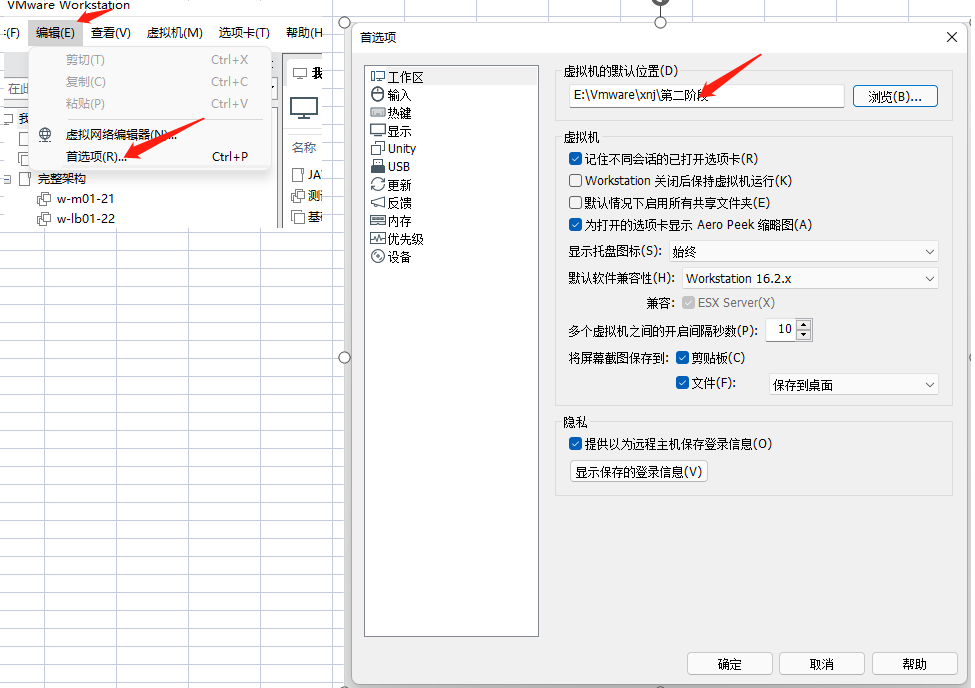 VMware Workstation
(F) 编辑(E) 查看(V) 虚拟机(M) 选项卡(T) 帮助(H
剪切(T) Ctrl+X
复制(C) Ctrl+C
粘贴(P) Ctrl+V
虚拟网络编辑器(N)...
首选项(R)... Ctrl+P
在此
我
我
名称
JA
测
基
完整架构
w-m01-21
w-lb01-22
首选项
工作区
输入
热键
显示
Unity
USB
更新
反馈
内存
优先级
设备
虚拟机的默认位置(D)
E:\Vmware\xnj\第二阶段
浏览(B)...
虚拟机
记住不同会话的已打开选项卡(R)
Workstation 关闭后保持虚拟机运行(K)
默认情况下启用所有共享文件夹(E)
为打开的选项卡显示 Aero Peek 缩略图(A)
显示托盘图标(S): 始终
默认软件兼容性(H): Workstation 16.2.x
兼容: ESX Server(X)
多个虚拟机之间的开启间隔秒数(P): 10
将屏幕截图保存到: 剪贴板(C)
文件(F): 保存到桌面
隐私
提供以为远程主机保存登录信息(O)
显示保存的登录信息(V)
确定 取消 帮助